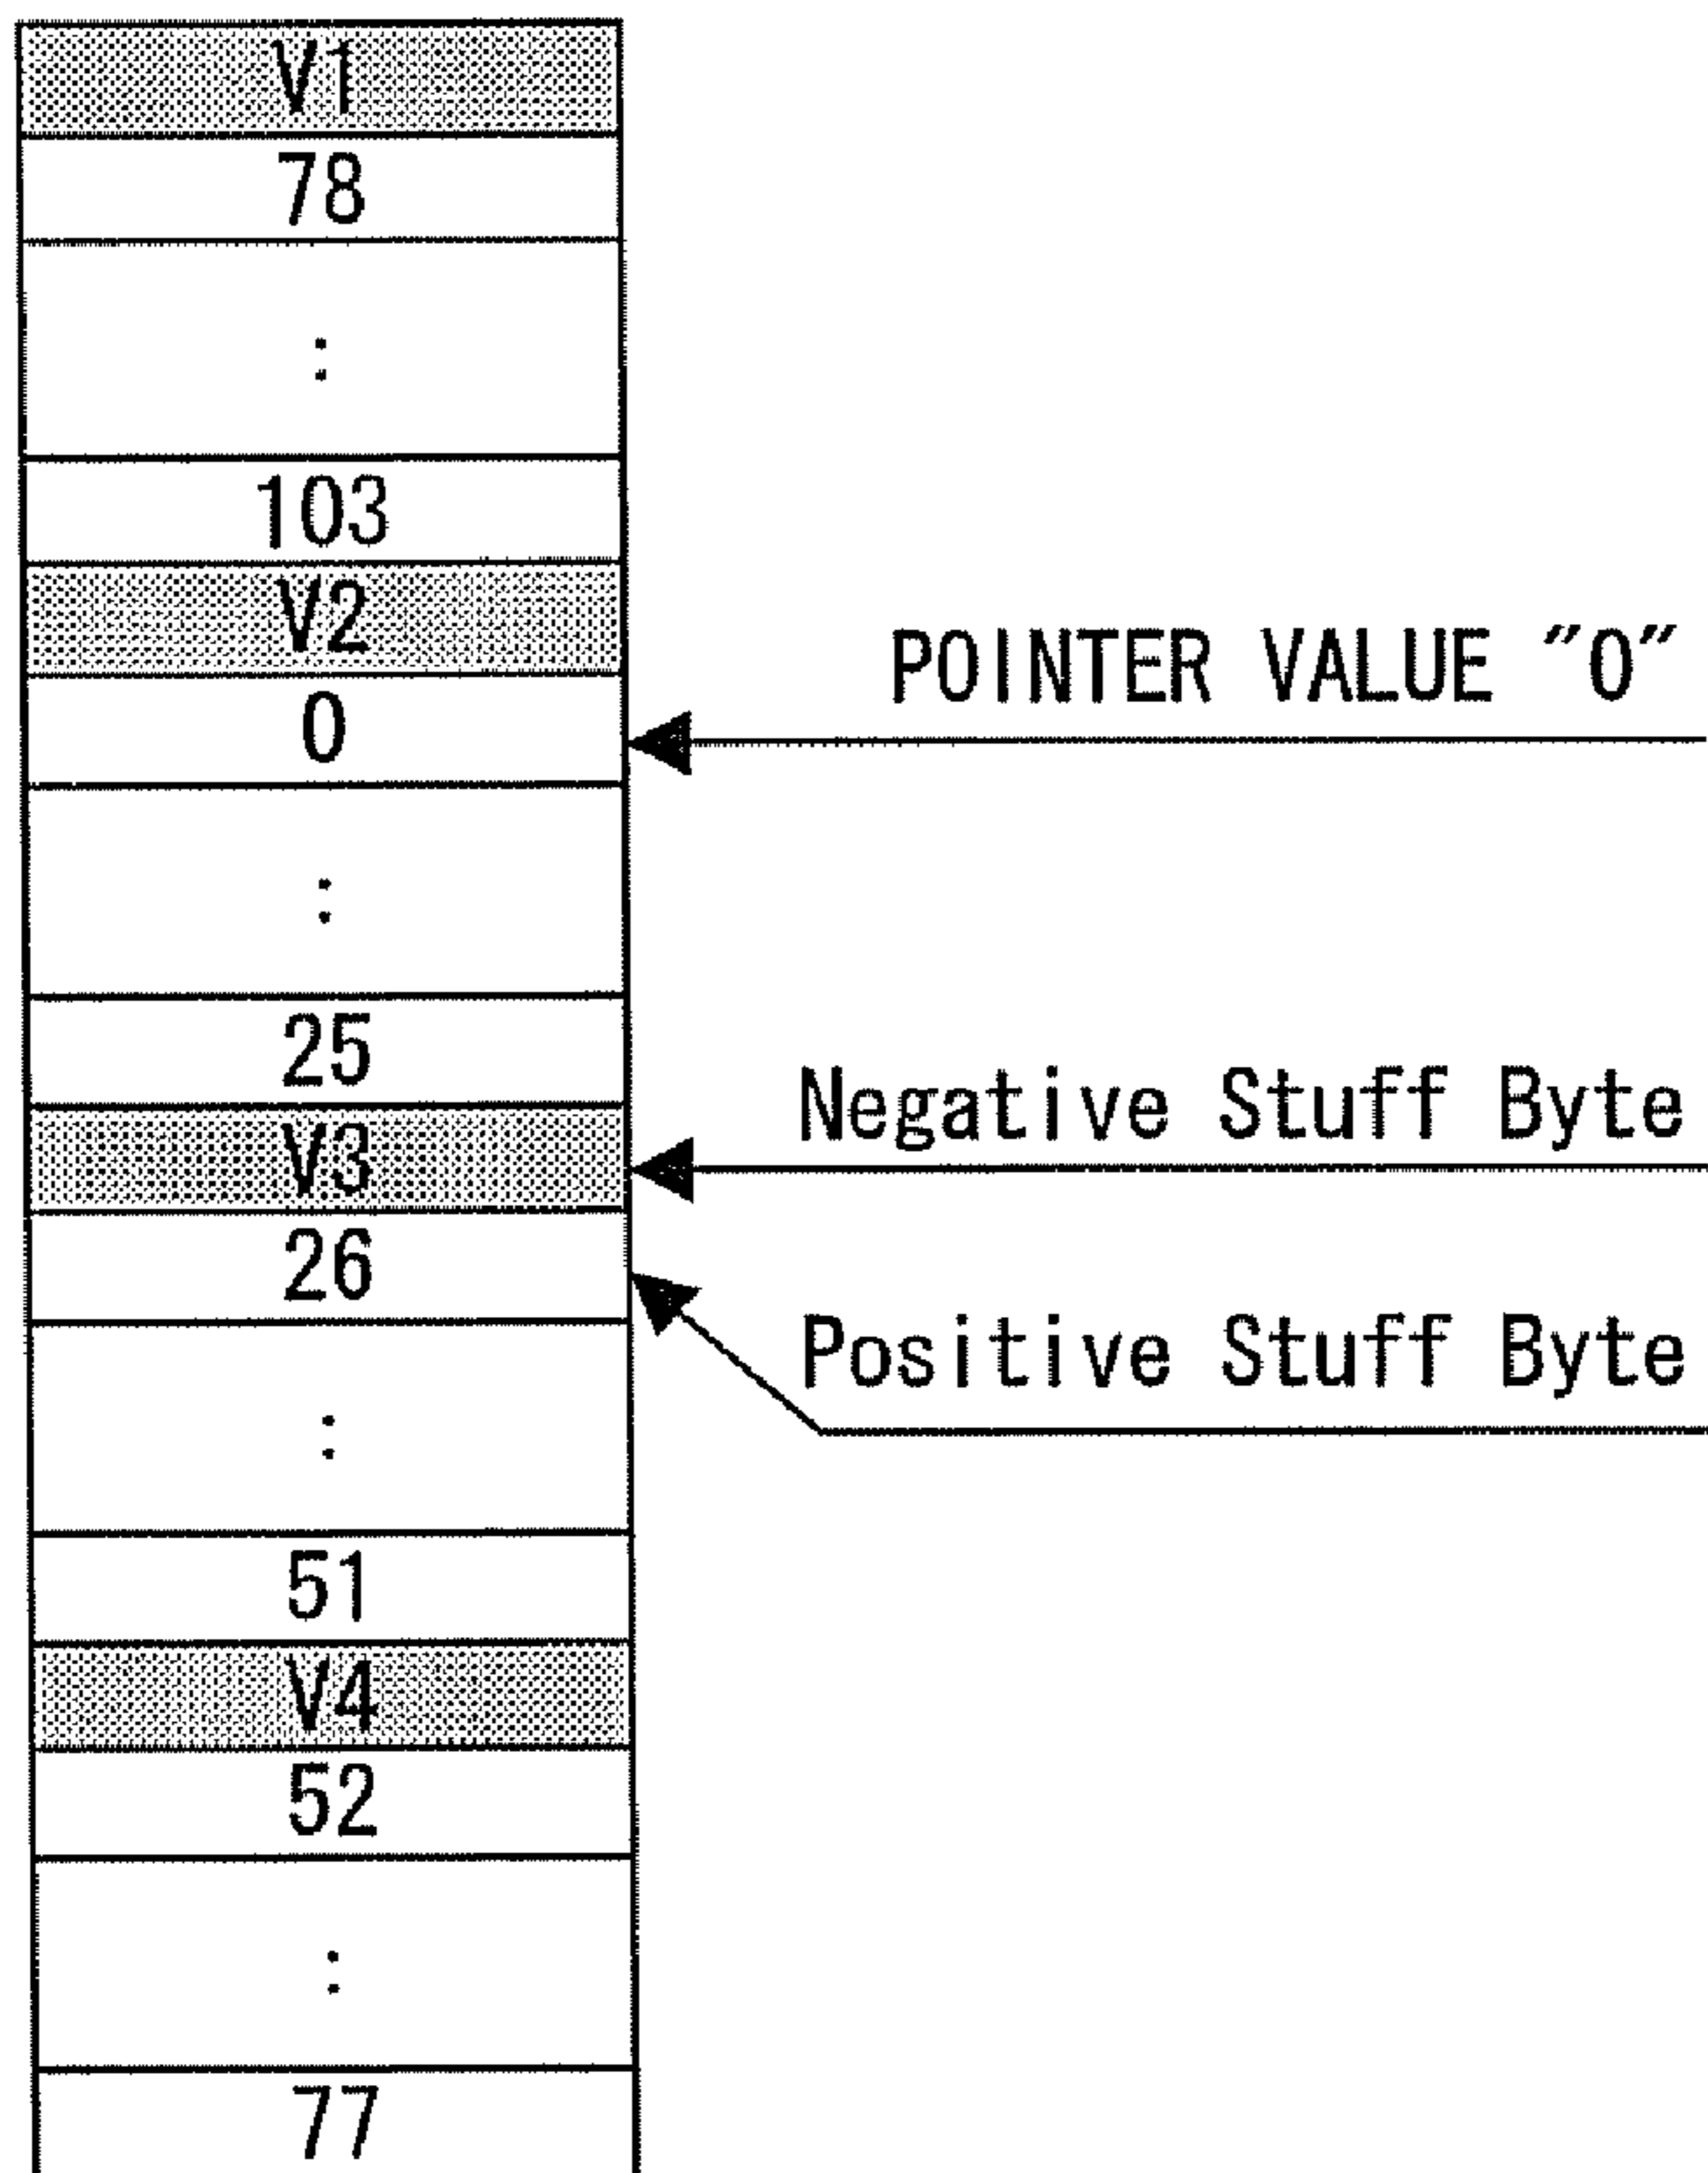 V1
78
:
103
V2
POINTER VALUE "0"
0
:
25
Negative Stuff Byte
V3
26
Positive Stuff Byte
:
51
V4
52
:
77